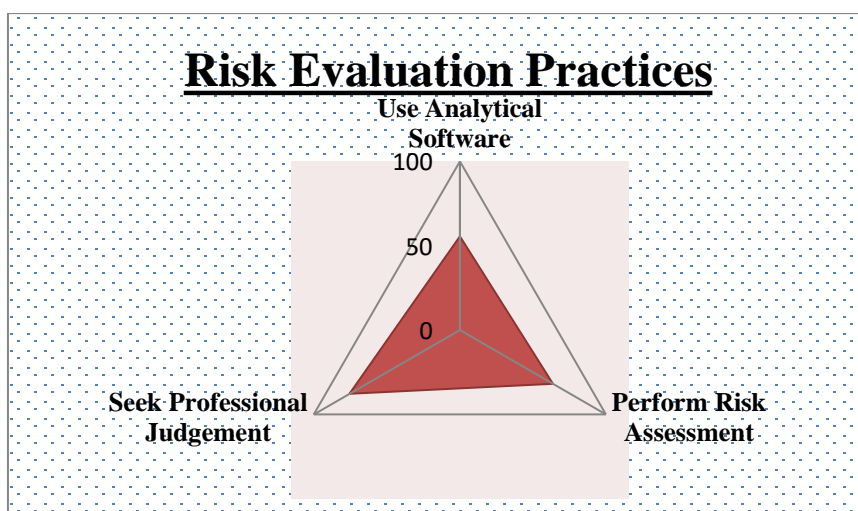 Risk Evaluation Practices
Use Analytical
Software
100
50
0
Seek Professional
Judgement
Perform Risk
Assessment